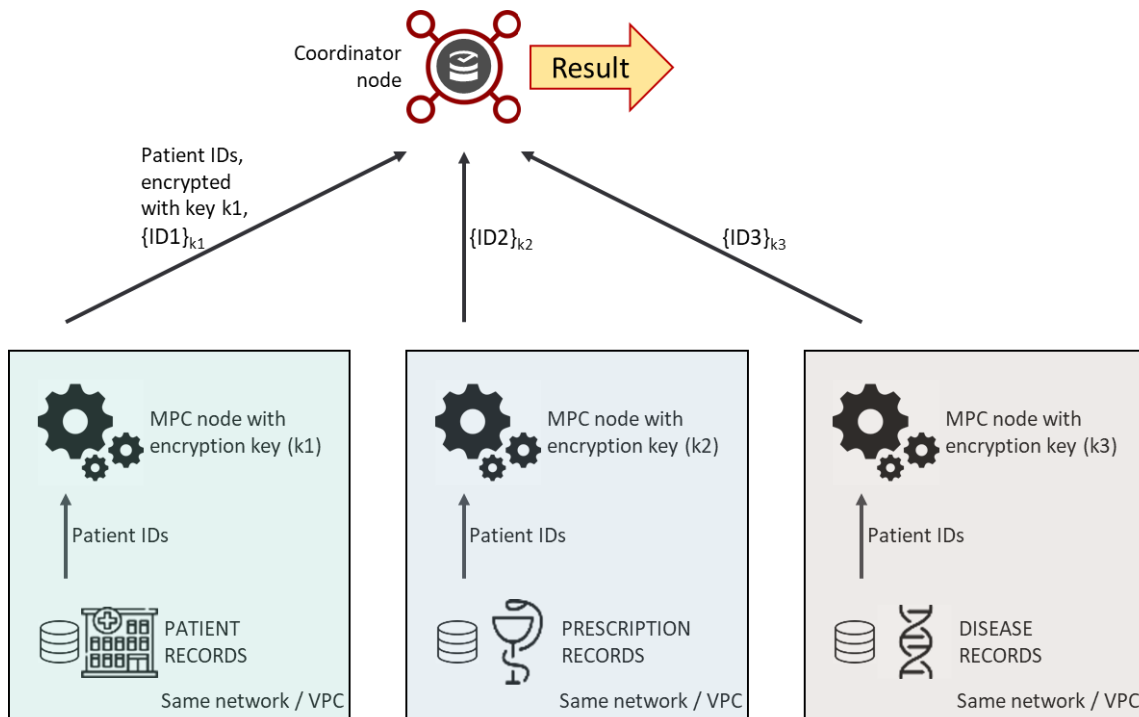 Coordinator
node
Result
Patient IDs,
encrypted
with key k1,
{ID1}k1
{ID2}k2
{ID3}k3
MPC node with
encryption key (k1)
Patient IDs
PATIENT
RECORDS
Same network / VPC
MPC node with
encryption key (k2)
Patient IDs
PRESCRIPTION
RECORDS
Same network / VPC
MPC node with
encryption key (k3)
Patient IDs
DISEASE
RECORDS
Same network / VPC